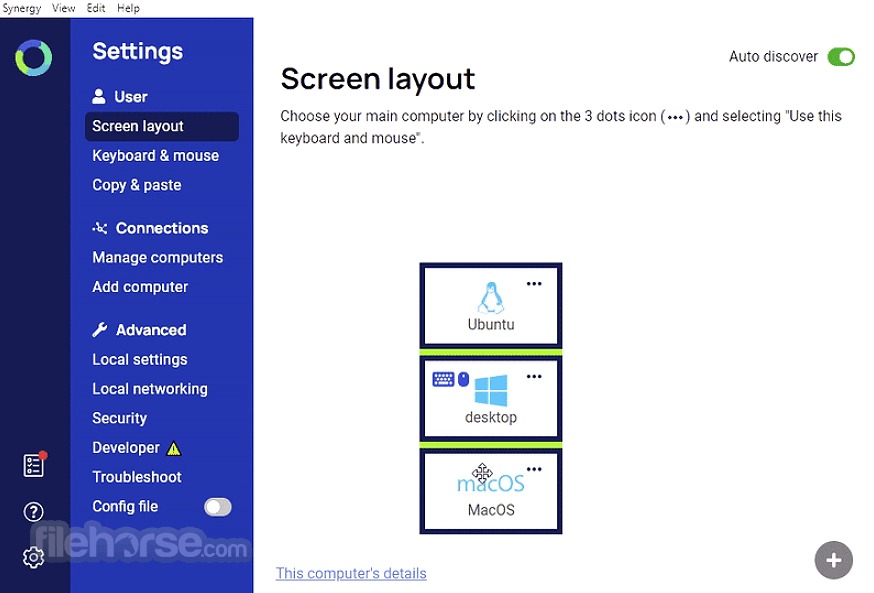 Synergy View Edit Help
Settings
User
Screen layout
Keyboard & mouse
Copy & paste
Connections
Manage computers
Add computer
Advanced
Local settings
Local networking
Security
Developer
Troubleshoot
Config file
filehorse.com
Auto discover
Screen layout
Choose your main computer by clicking on the 3 dots icon (•••) and selecting "Use this
keyboard and mouse".
Ubuntu
desktop
macOS
MacOS
This computer's details